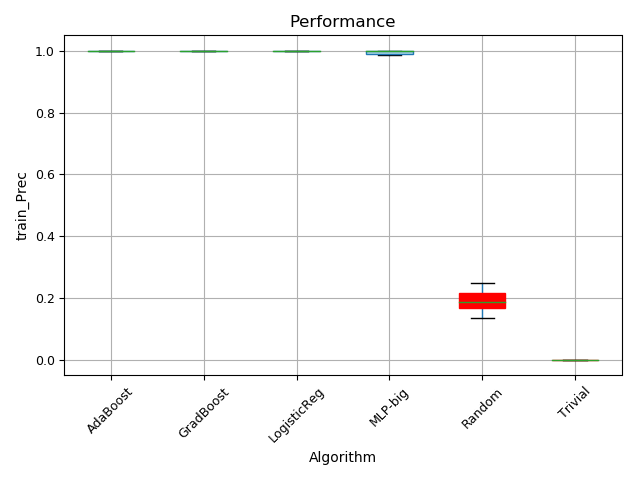 Performance
train_Prec
1.0
0.8
0.6
0.4
0.2
0.0
AdaBoost
GradBoost
LogisticReg
MLP-big
Random
Trivial
Algorithm